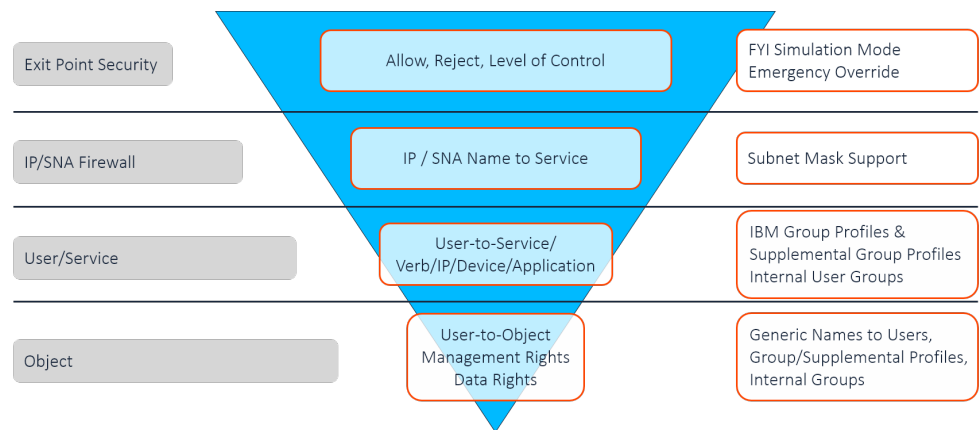 Exit Point Security
Allow, Reject, Level of Control
FYI Simulation Mode
Emergency Override
IP/SNA Firewall
IP / SNA Name to Service
Subnet Mask Support
User/Service
User-to-Service/
Verb/IP/Device/Application
IBM Group Profiles &
Supplemental Group Profiles
Internal User Groups
Object
User-to-Object
Management Rights
Data Rights
Generic Names to Users,
Group/Supplemental Profiles,
Internal Groups